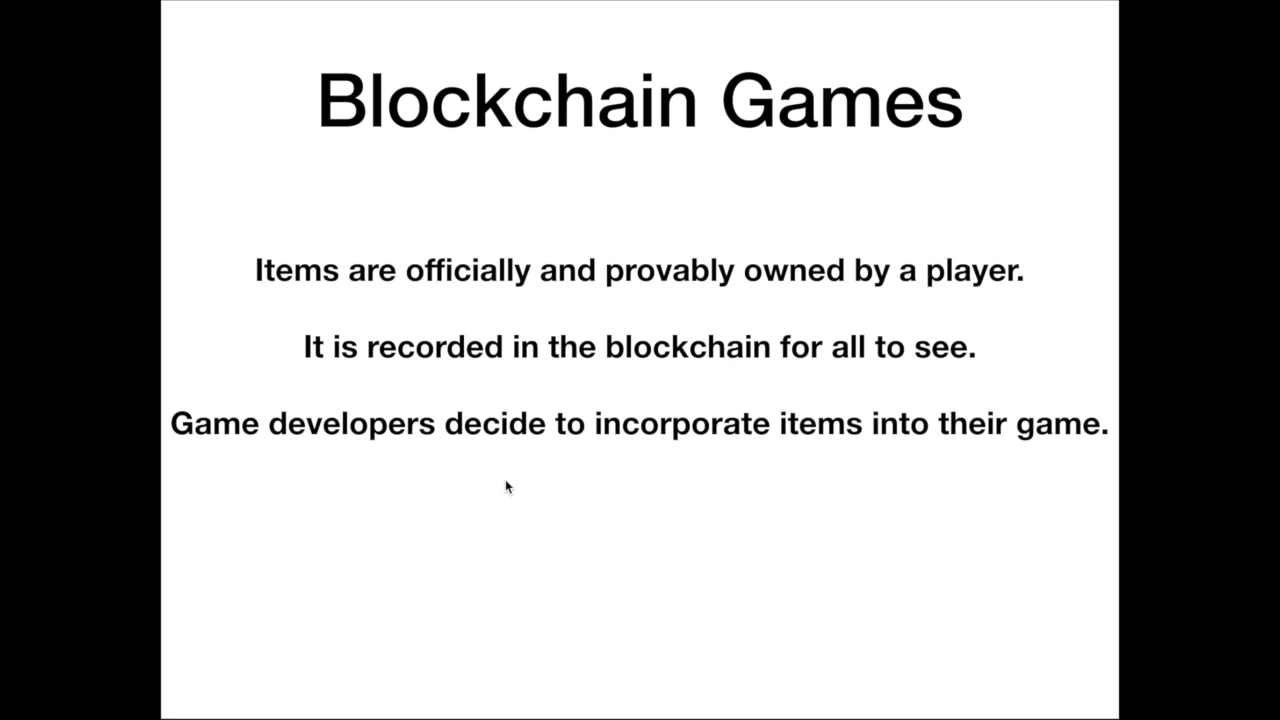 Blockchain Games
Items are officially and provably owned by a player.
It is recorded in the blockchain for all to see.
Game developers decide to incorporate items into their game.